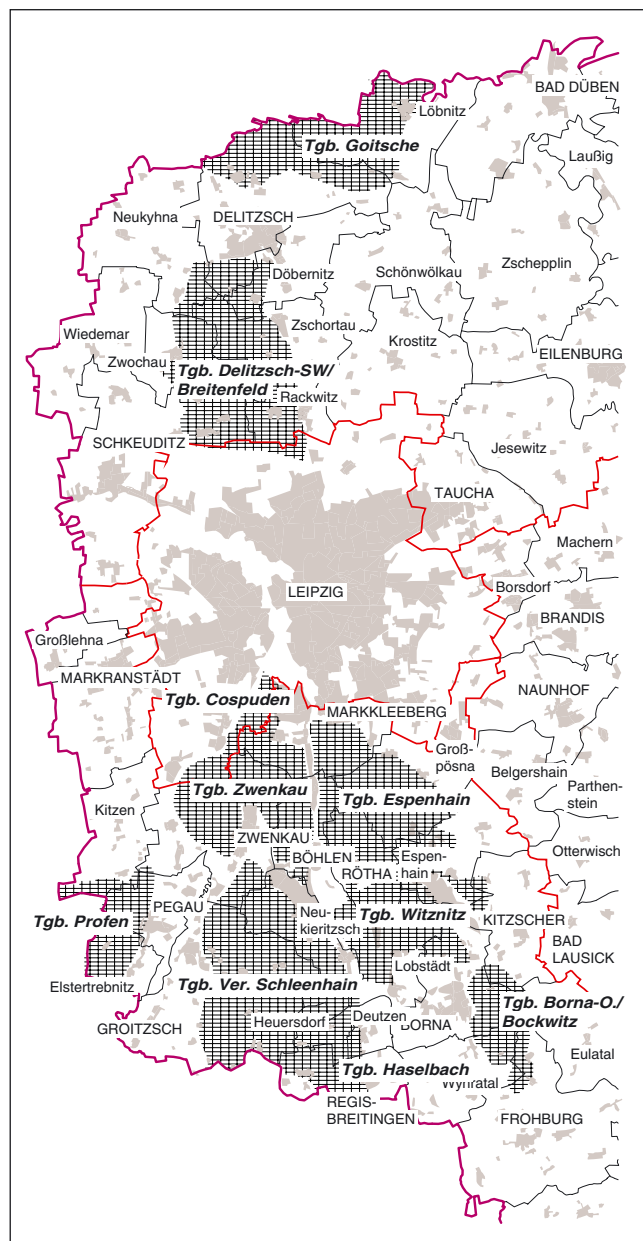 BAD DÜBEN
Löbnitz
Tgb. Goitsche
Laußig
Neukyhna
DELITZSCH
Döbernitz
Schönwölkau
Zschepplin
Wiedemar
Zwochau
Zschortau
Krostitz
EILENBURG
Tgb. Delitzsch-SW/
Breitenfeld
Rackwitz
SCHKEUDITZ
Jesewitz
TAUCHA
Machern
LEIPZIG
Borsdorf
BRANDIS
Großlehna
MARKRANSTÄDT
NAUNHOF
Tgb. Cospuden
MARKKLEEBERG
Groß-
pösna
Belgershain
Parthen-
stein
Tgb. Zwenkau
Tgb. Espenhain
Kitzen
ZWENKAU
Otterwisch
BÖHLEN
Espen-
hain
RÖTHA
PEGAU
Tgb. Profen
Neu-
kieritzsch
Tgb. Witznitz
KITZSCHER
BAD
LAUSICK
Lobstädt
Elstertrebnitz
Tgb. Ver. Schleenhain
Tgb. Borna-O./
Bockwitz
GROITZSCH
Heuersdorf
Deutzen
BORNA
Eulatal
Tgb. Haselbach
Wyhratal
REGIS-
BREITINGEN
FROHBURG